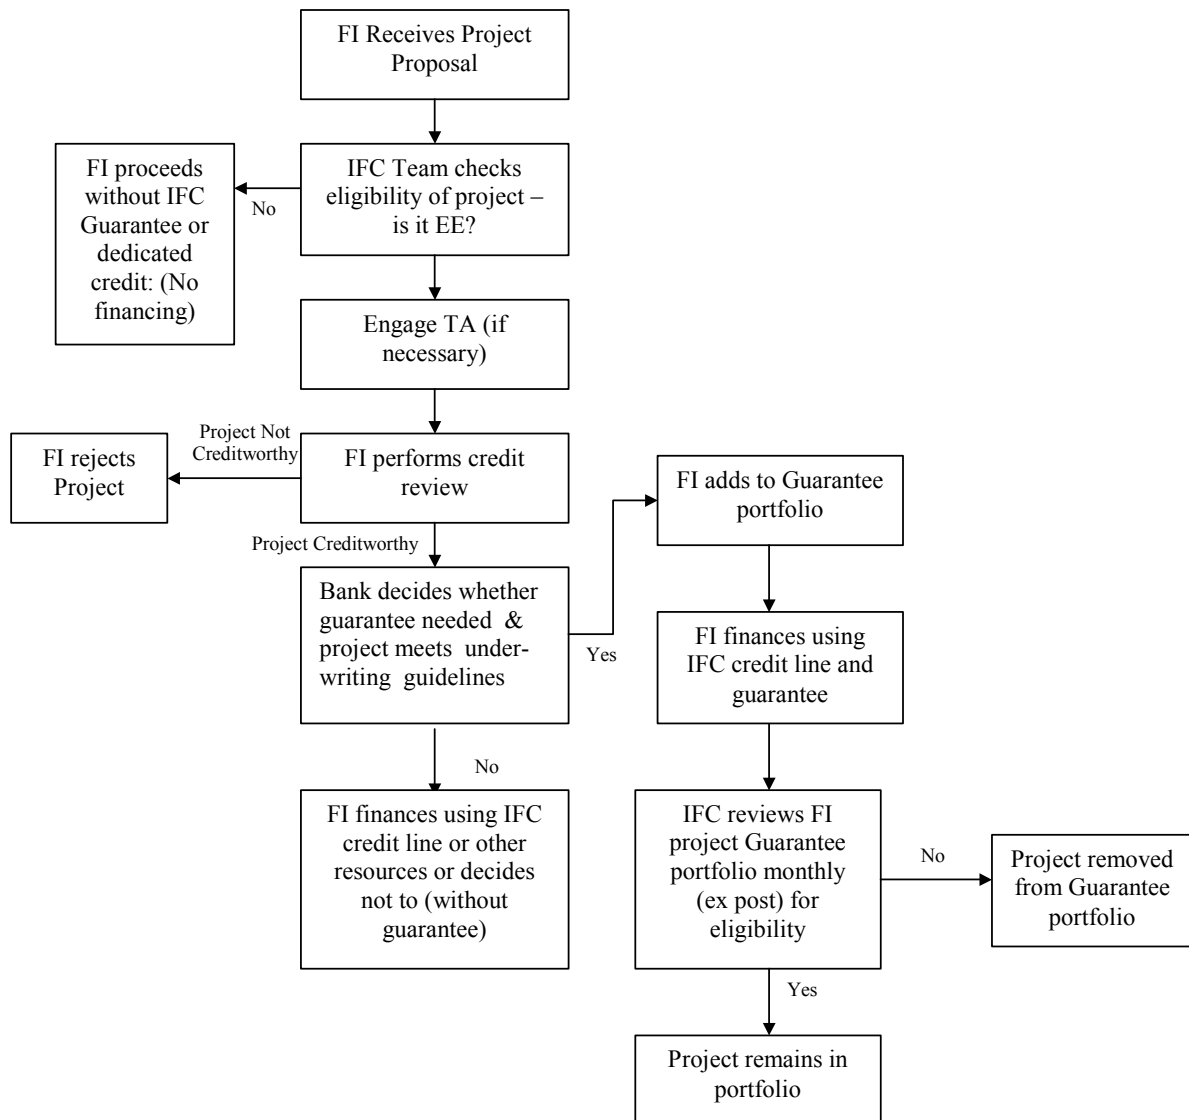 FI Receives Project
Proposal
FI proceeds
without IFC
Guarantee or
dedicated
credit: (No
financing)
No
IFC Team checks
eligibility of project –
is it EE?
Engage TA (if
necessary)
FI rejects
Project
Project Not
Creditworthy
FI performs credit
review
Project Creditworthy
Bank decides whether
guarantee needed &
project meets under-
writing guidelines
Yes
No
FI finances using IFC
credit line or other
resources or decides
not to (without
guarantee)
FI adds to Guarantee
portfolio
FI finances using
IFC credit line and
guarantee
IFC reviews FI
project Guarantee
portfolio monthly
(ex post) for
eligibility
No
Project removed
from Guarantee
portfolio
Yes
Project remains in
portfolio